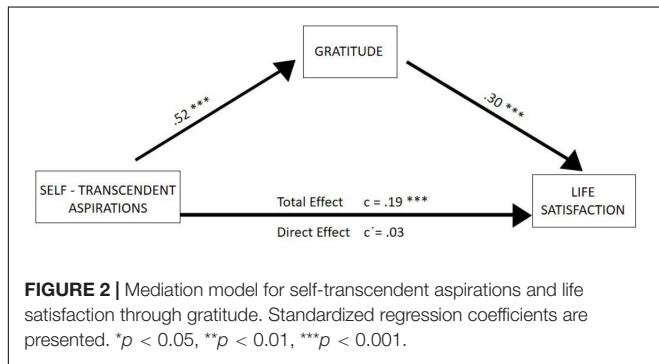 GRATITUDE
.52 ***
.30 ***
SELF - TRANSCENDENT
ASPIRATIONS
Total Effect c = .19 ***
Direct Effect c´= .03
LIFE
SATISFACTION
FIGURE 2 | Mediation model for self-transcendent aspirations and life
satisfaction through gratitude. Standardized regression coefficients are
presented. *p < 0.05, **p < 0.01, ***p < 0.001.